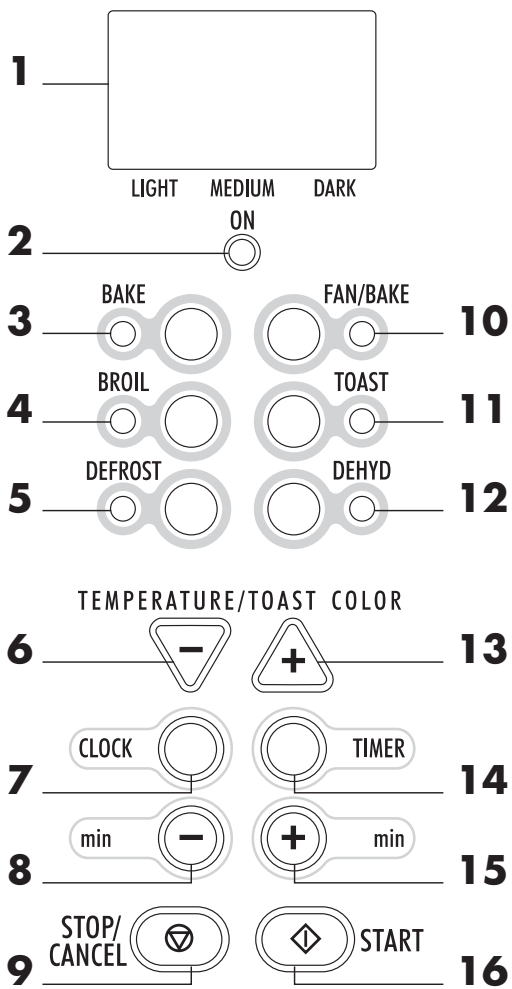 1
LIGHT MEDIUM DARK
ON
2
BAKE FAN/BAKE
3 10
BROIL TOAST
4 11
DEFROST DEHYD
5 12
TEMPERATURE/TOAST COLOR
6 - + 13
CLOCK TIMER
7 14
min - + min
8 15
STOP/
CANCEL START
9 16